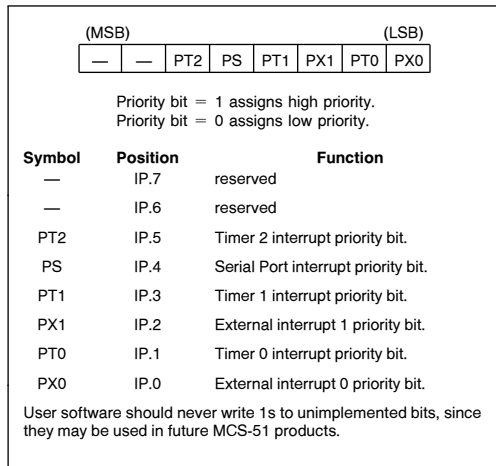 (MSB) (LSB)
— — PT2 PS PT1 PX1 PT0 PX0
Priority bit = 1 assigns high priority.
Priority bit = 0 assigns low priority.
Symbol Position Function
— IP.7 reserved
— IP.6 reserved
PT2 IP.5 Timer 2 interrupt priority bit.
PS IP.4 Serial Port interrupt priority bit.
PT1 IP.3 Timer 1 interrupt priority bit.
PX1 IP.2 External interrupt 1 priority bit.
PT0 IP.1 Timer 0 interrupt priority bit.
PX0 IP.0 External interrupt 0 priority bit.
User software should never write 1s to unimplemented bits, since
they may be used in future MCS-51 products.